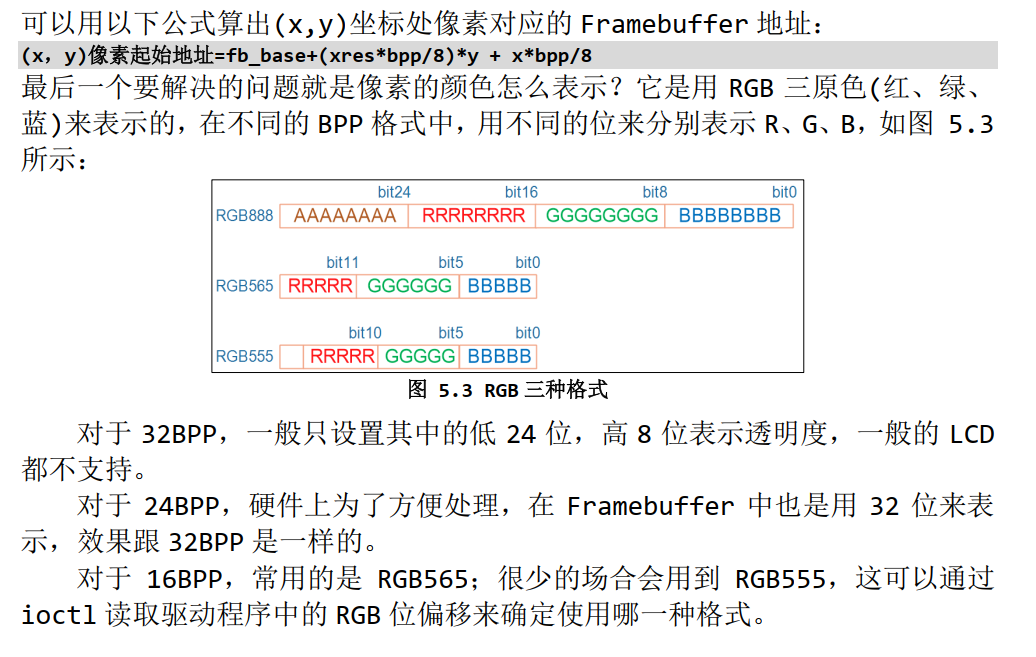 可以用以下公式算出(x,y)坐标处像素对应的 Framebuffer 地址：
(x，y)像素起始地址=fb_base+(xres*bpp/8)*y + x*bpp/8
最后一个要解决的问题就是像素的颜色怎么表示？它是用 RGB 三原色(红、绿、
蓝)来表示的，在不同的 BPP 格式中，用不同的位来分别表示 R、G、B，如图 5.3
所示：
bit24 bit16 bit8 bit0
RGB888 AAAAAAAA RRRRRRRR GGGGGGGG BBBBBBBB
bit11 bit5 bit0
RGB565 RRRRR GGGGGG BBBBB
bit10 bit5 bit0
RGB555 RRRRR GGGGG BBBBB
图 5.3 RGB 三种格式
对于 32BPP，一般只设置其中的低 24 位，高 8 位表示透明度，一般的 LCD
都不支持。
对于 24BPP，硬件上为了方便处理，在 Framebuffer 中也是用 32 位来表
示，效果跟 32BPP 是一样的。
对于 16BPP，常用的是 RGB565；很少的场合会用到 RGB555，这可以通过
ioctl 读取驱动程序中的 RGB 位偏移来确定使用哪一种格式。